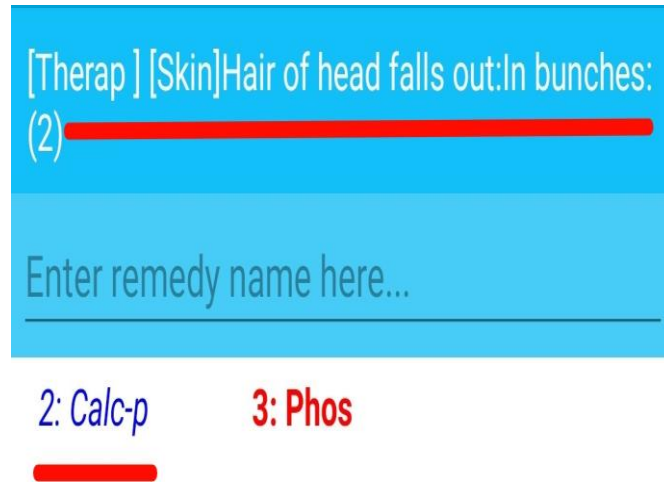 [Therap ] [Skin]Hair of head falls out:In bunches:
(2)
Enter remedy name here...
2: Calc-p 3: Phos